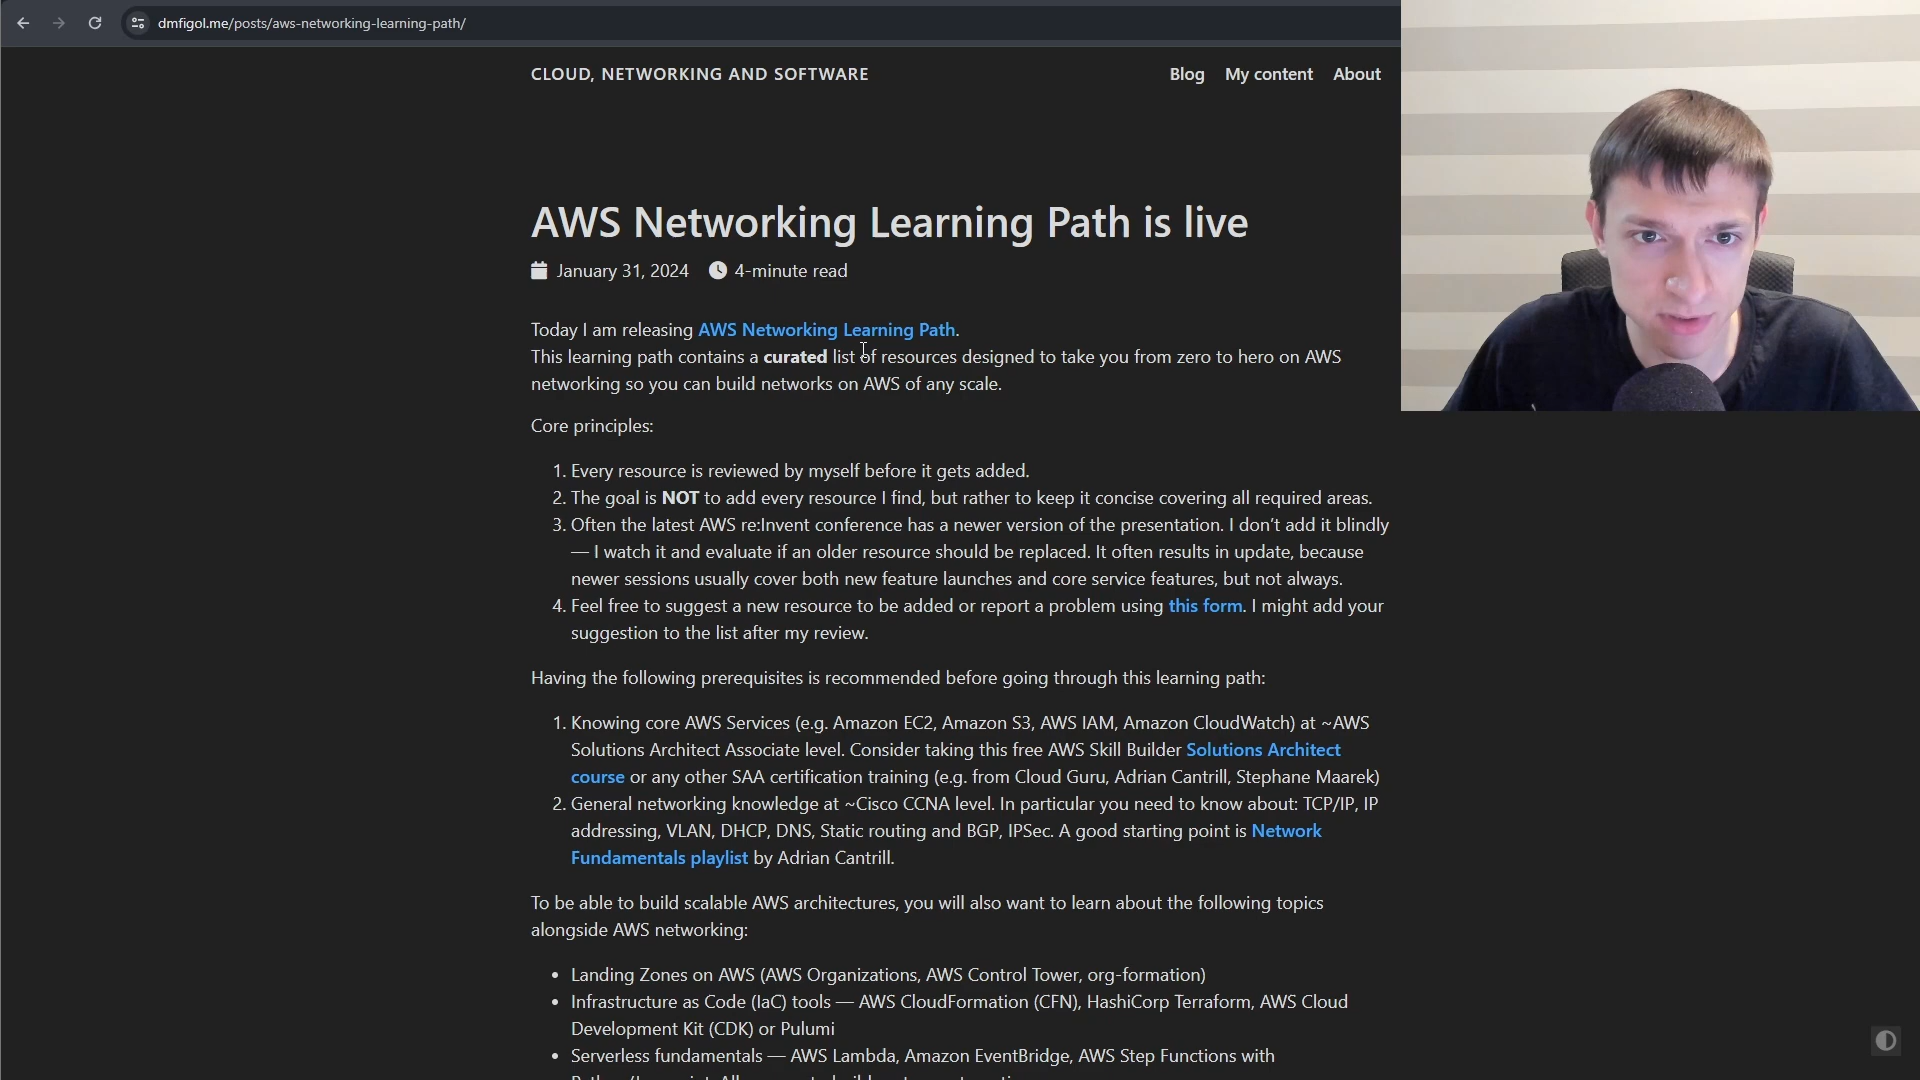 dmfigol.me/posts/aws-networking-learning-path/
CLOUD, NETWORKING AND SOFTWARE
Blog My content About
AWS Networking Learning Path is live
January 31, 2024 4-minute read
Today I am releasing AWS Networking Learning Path.
This learning path contains a curated list of resources designed to take you from zero to hero on AWS
networking so you can build networks on AWS of any scale.
Core principles:
1. Every resource is reviewed by myself before it gets added.
2. The goal is NOT to add every resource I find, but rather to keep it concise covering all required areas.
3. Often the latest AWS re:Invent conference has a newer version of the presentation. I don’t add it blindly
— I watch it and evaluate if an older resource should be replaced. It often results in update, because
newer sessions usually cover both new feature launches and core service features, but not always.
4. Feel free to suggest a new resource to be added or report a problem using this form. I might add your
suggestion to the list after my review.
Having the following prerequisites is recommended before going through this learning path:
1. Knowing core AWS Services (e.g. Amazon EC2, Amazon S3, AWS IAM, Amazon CloudWatch) at ~AWS
Solutions Architect Associate level. Consider taking this free AWS Skill Builder Solutions Architect
course or any other SAA certification training (e.g. from Cloud Guru, Adrian Cantrill, Stephane Maarek)
2. General networking knowledge at ~Cisco CCNA level. In particular you need to know about: TCP/IP, IP
addressing, VLAN, DHCP, DNS, Static routing and BGP, IPSec. A good starting point is Network
Fundamentals playlist by Adrian Cantrill.
To be able to build scalable AWS architectures, you will also want to learn about the following topics
alongside AWS networking:
• Landing Zones on AWS (AWS Organizations, AWS Control Tower, org-formation)
• Infrastructure as Code (IaC) tools — AWS CloudFormation (CFN), HashiCorp Terraform, AWS Cloud
Development Kit (CDK) or Pulumi
• Serverless fundamentals — AWS Lambda, Amazon EventBridge, AWS Step Functions with